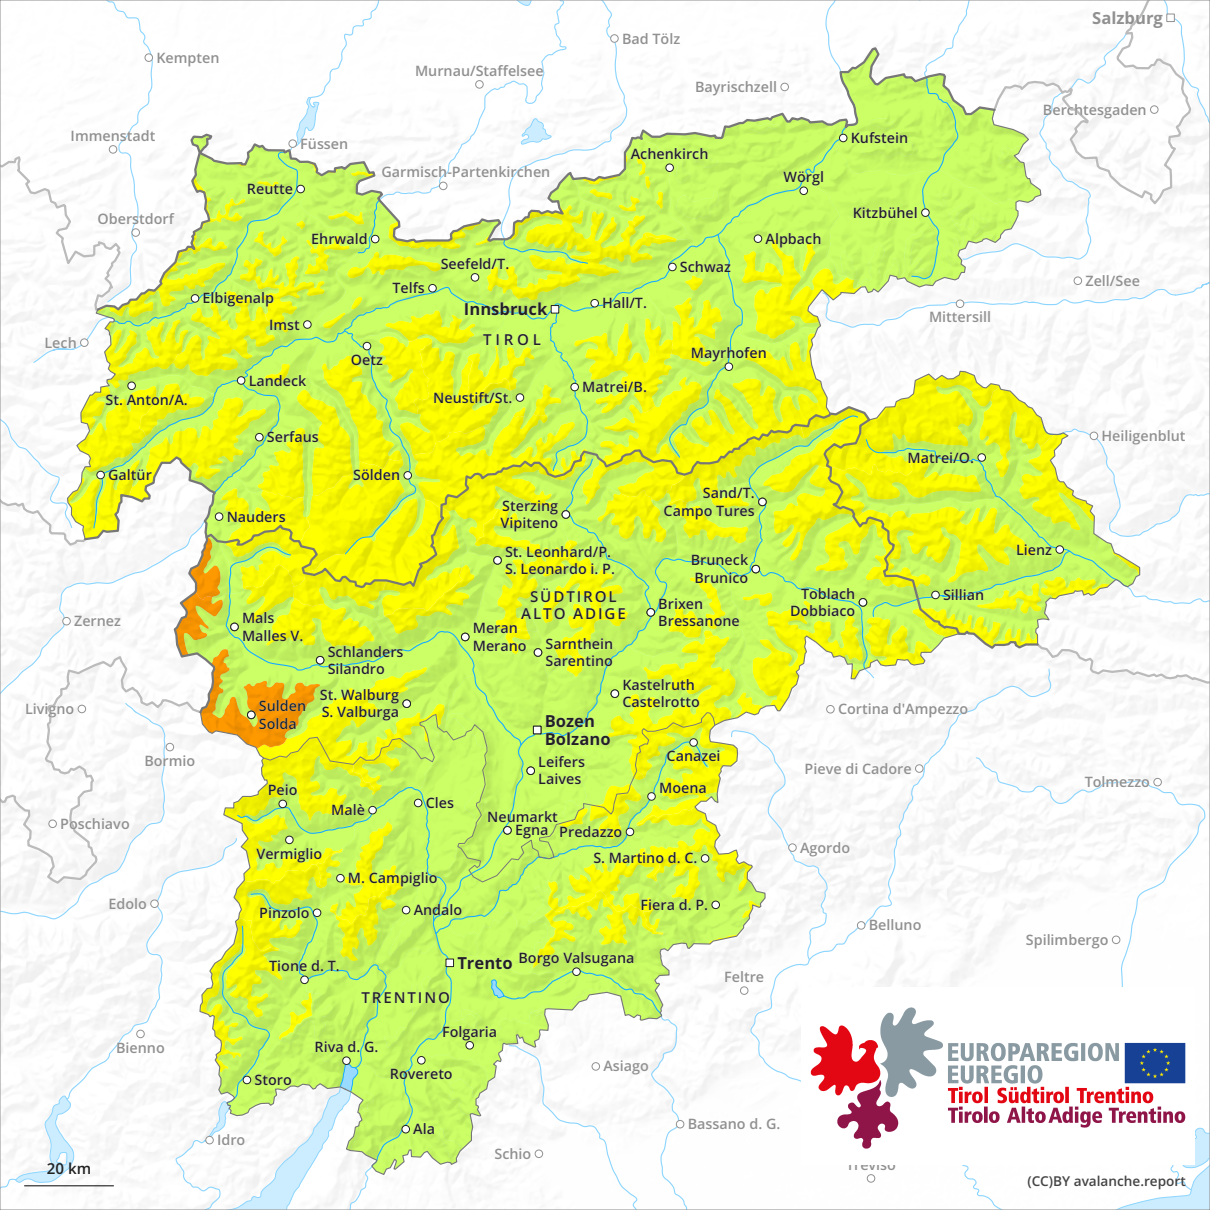 Salzburg
Bad Tölz
Kempten
Murnau/Staffelsee
Bayrischzell
Berchtesgaden
Immenstadt
Füssen
Kufstein
Achenkirch
Garmisch-Partenkirchen
Wörgl
Reutte
Oberstdorf
Kitzbühel
Ehrwald
Alpbach
Seefeld/T.
Schwaz
Zell/See
Telfs
Elbigenalp
Hall/T.
Innsbruck
Mittersill
Imst
TIROL
Lech
Oetz
Mayrhofen
Landeck
Matrei/B.
St. Anton/A.
Neustift/St.
Serfaus
Heiligenblut
Matrei/O.
Galtür
Sölden
Sand/T.
Campo Tures
Sterzing
Vipiteno
Nauders
Lienz
St. Leonhard/P.
S. Leonardo i. P.
Bruneck
Brunico
SÜDTIROL
ALTO ADIGE
Toblach
Dobbiaco
Sillian
Brixen
Bressanone
Zernez
Mals
Malles V.
Meran
Merano
Sarnthein
Sarentino
Schlanders
Silandro
Kastelruth
Castelrotto
St. Walburg
S. Valburga
Livigno
Sulden
Solda
Cortina d'Ampezzo
Bozen
Bolzano
Bormio
Canazei
Leifers
Laives
Pieve di Cadore
Tolmezzo
Peio
Moena
Malè
Cles
Poschiavo
Neumarkt
Egna
Predazzo
Vermiglio
S. Martino d. C.
Agordo
M. Campiglio
Edolo
Pinzolo
Andalo
Fiera d. P.
Belluno
Spilimbergo
Trento
Borgo Valsugana
Tione d. T.
Feltre
TRENTINO
Folgaria
Bienno
Riva d. G.
Rovereto
Asiago
Storo
EUROPAREGION
EUREGIO
Tirol Südtirol Trentino
Tirolo Alto Adige Trentino
Ala
Bassano d. G.
Idro
Schio
Treviso
20 km
(CC)BY avalanche.report